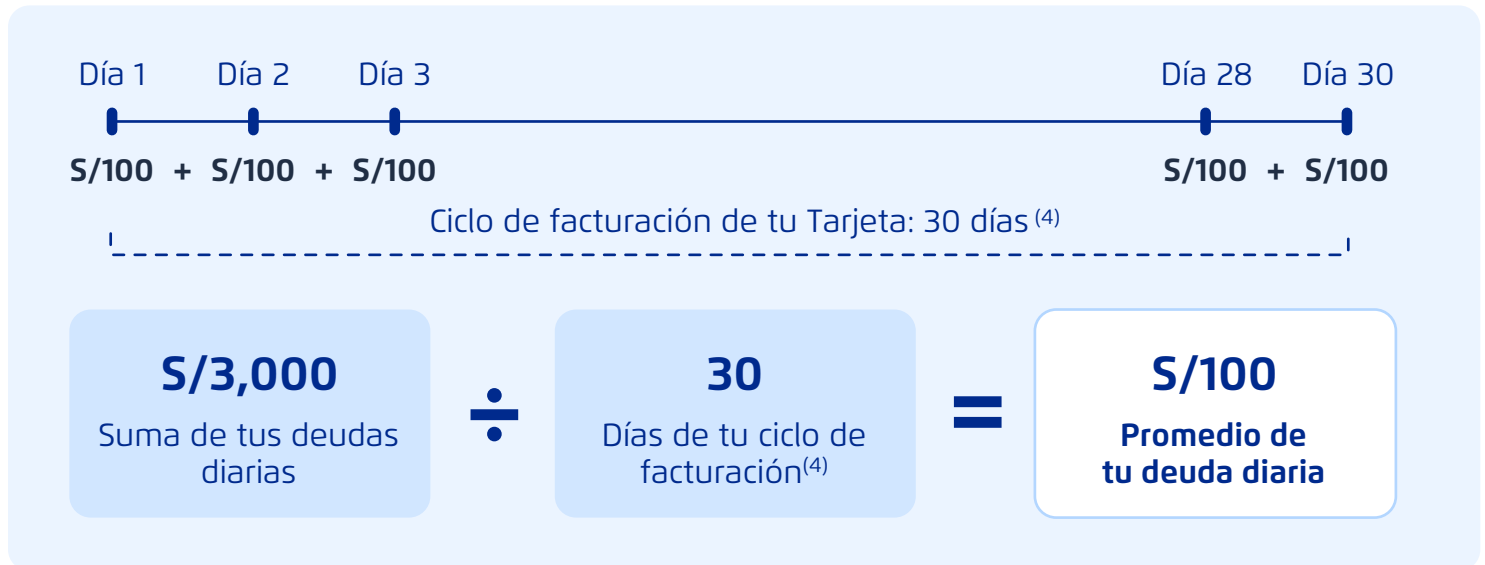 Día 1 Día 2 Día 3 Día 28 Día 30
S/100 + S/100 + S/100 S/100 + S/100
Ciclo de facturación de tu Tarjeta: 30 días (4)
S/3,000
Suma de tus deudas
diarias
÷
30
Días de tu ciclo de
facturación(4)
=
S/100
Promedio de
tu deuda diaria